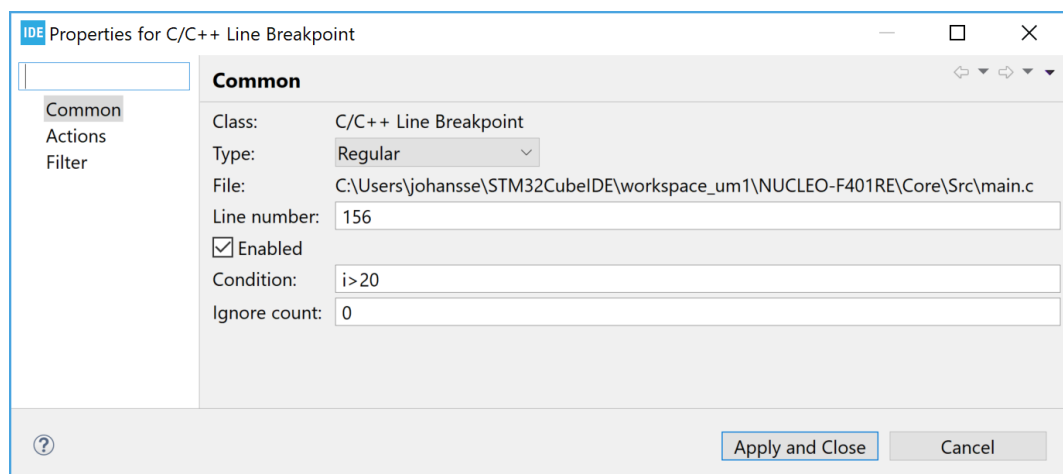 IDE Properties for C/C++ Line Breakpoint
Common
Actions
Filter
Common
Class: C/C++ Line Breakpoint
Type: Regular
File: C:\Users\johansse\STM32CubeIDE\workspace_um1\NUCLEO-F401RE\Core\Src\main.c
Line number: 156
Enabled
Condition: i>20
Ignore count: 0
?
Apply and Close Cancel